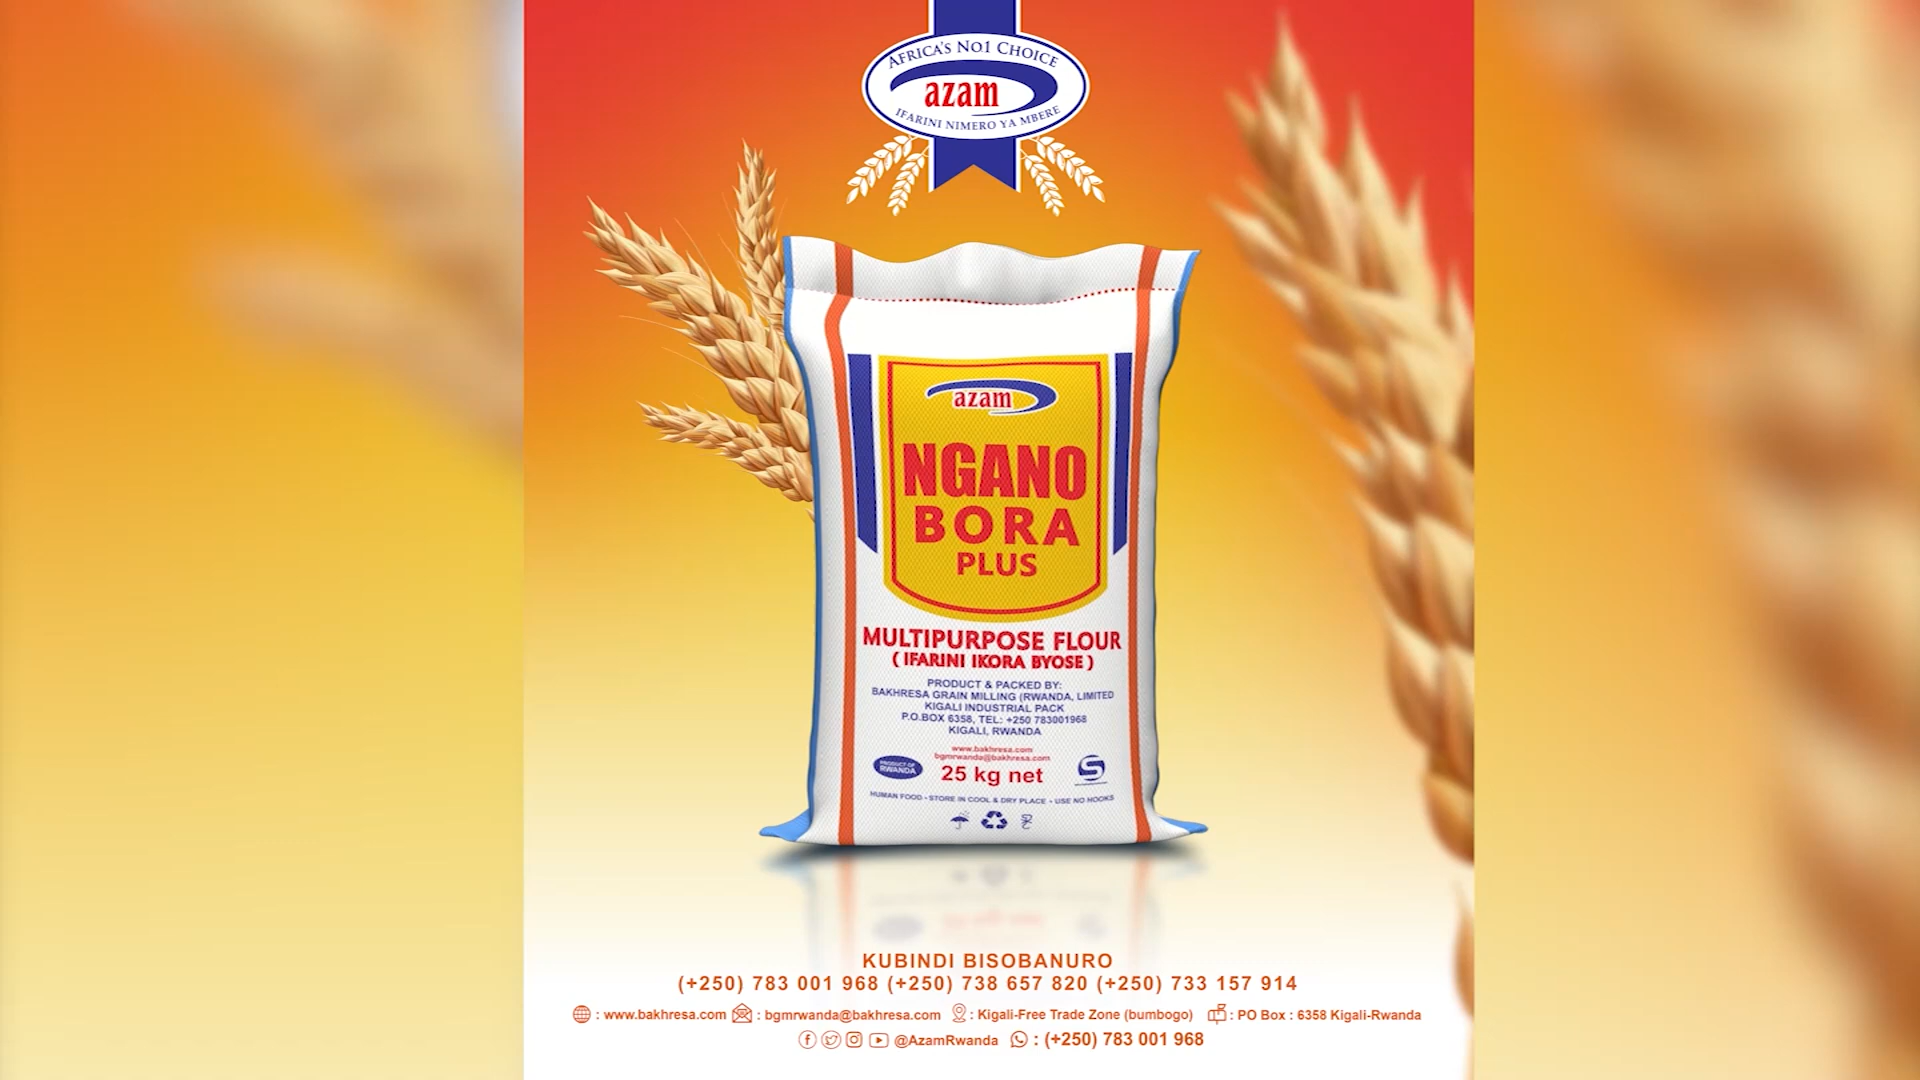 AFRICA'S NO1 CHOICE
azam
IFARINI NIMERO YA MBERE
azam
NGANO
BORA
PLUS
MULTIPURPOSE FLOUR
( IFARINI IKORA BYOSE )
PRODUCT & PACKED BY:
BAKHRESA GRAIN MILLING (RWANDA, LIMITED
KIGALI INDUSTRIAL PACK
P.O.BOX 6358, TEL: +250 783001968
KIGALI, RWANDA
www.bakhresa.com
bgmrwanda@bakhresa.com
PRODUCT OF
RWANDA
25 kg net
S
HUMAN FOOD • STORE IN COOL & DRY PLACE • USE NO HOOKS
KUBINDI BISOBANURO
(+250) 783 001 968 (+250) 738 657 820 (+250) 733 157 914
: www.bakhresa.com : bgmrwanda@bakhresa.com : Kigali-Free Trade Zone (bumbogo) : PO Box : 6358 Kigali-Rwanda
@AzamRwanda : (+250) 783 001 968